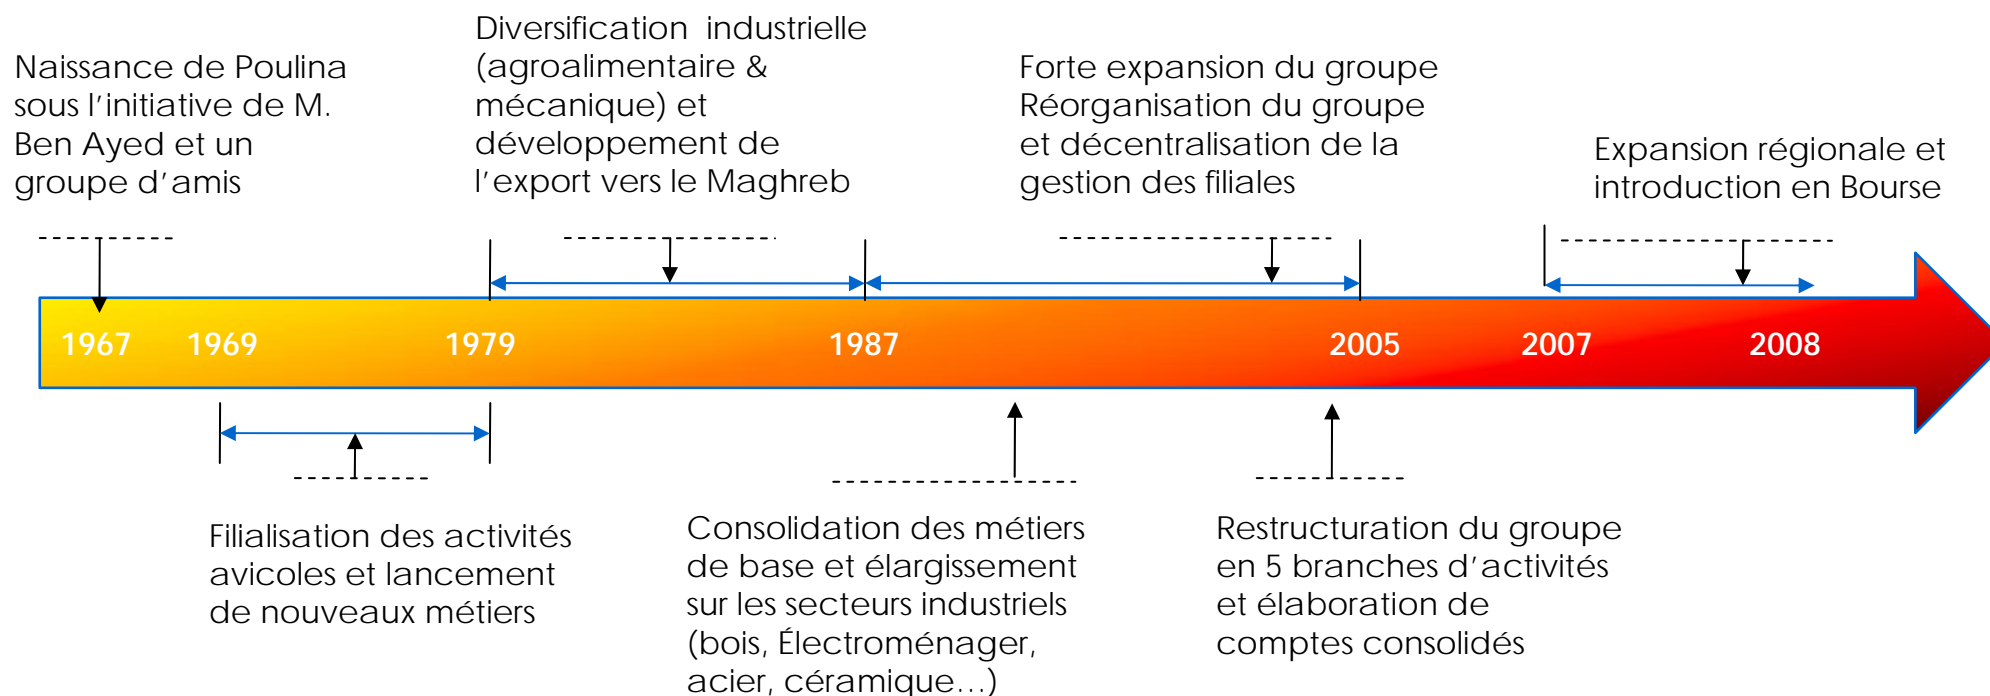 Naissance de Poulina
sous l'initiative de M.
Ben Ayed et un
groupe d'amis
Diversification industrielle
(agroalimentaire &
mécanique) et
développement de
l'export vers le Maghreb
Forte expansion du groupe
Réorganisation du groupe
et décentralisation de la
gestion des filiales
Expansion régionale et
introduction en Bourse
1967 1969 1979 1987 2005 2007 2008
Filialisation des activités
avicoles et lancement
de nouveaux métiers
Consolidation des métiers
de base et élargissement
sur les secteurs industriels
(bois, Électroménager,
acier, céramique…)
Restructuration du groupe
en 5 branches d'activités
et élaboration de
comptes consolidés